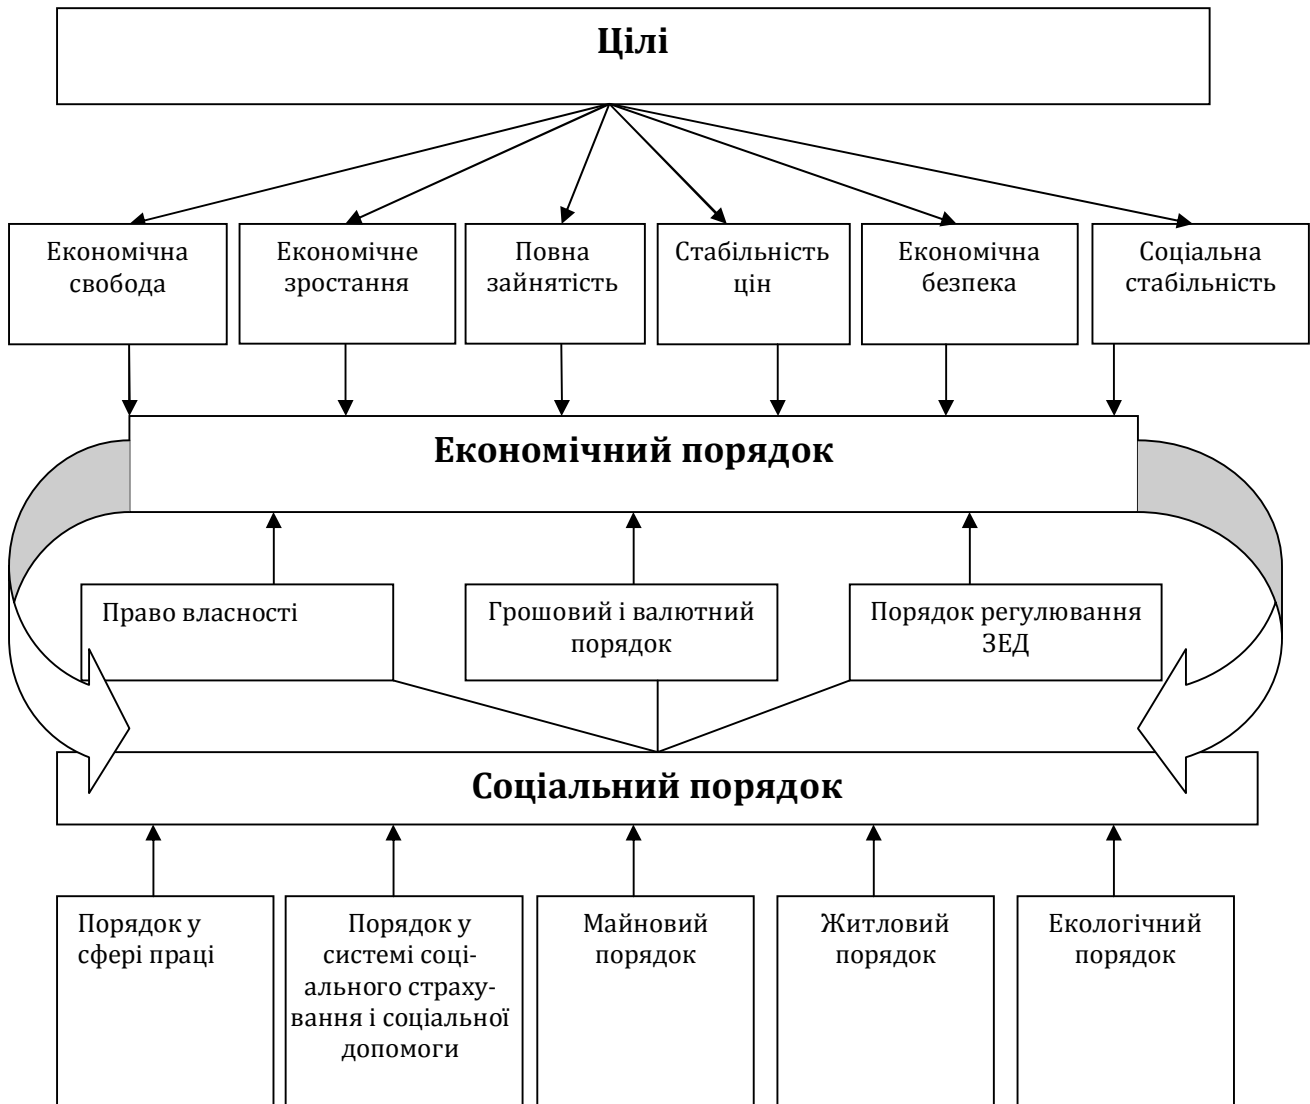 Цілі
Економічна
свобода
Економічне
зростання
Повна
зайнятість
Стабільність
цін
Економічна
безпека
Соціальна
стабільність
Економічний порядок
Право власності
Грошовий і валютний
порядок
Порядок регулювання
ЗЕД
Соціальний порядок
Порядок у
сфері праці
Порядок у
системі соці-
ального страху-
вання і соціальної
допомоги
Майновий
порядок
Житловий
порядок
Екологічний
порядок